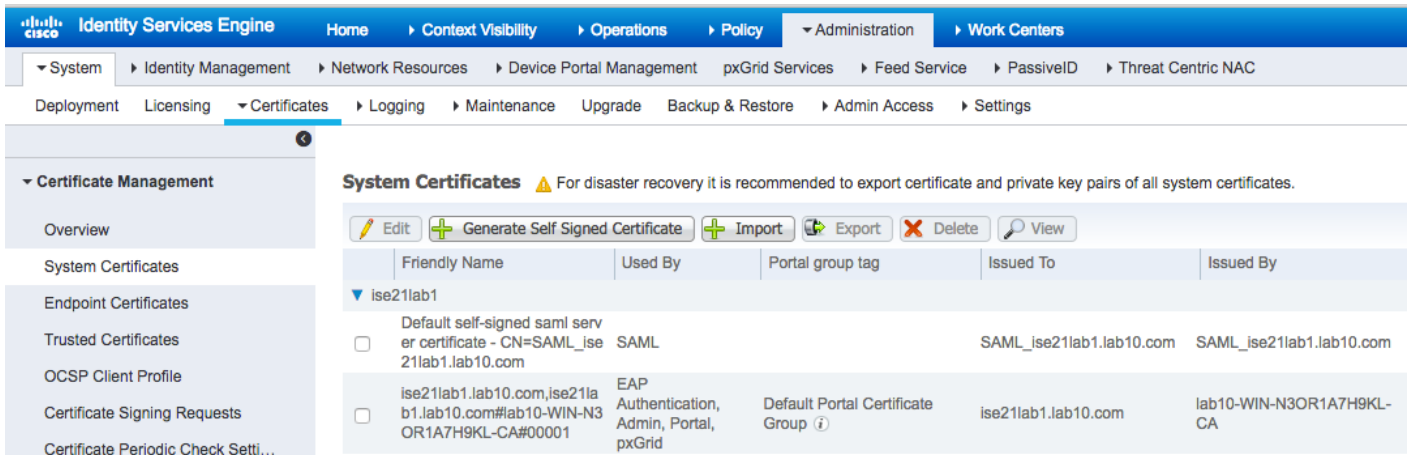 cisco Identity Services Engine Home Context Visibility Operations Policy Administration Work Centers
System Identity Management Network Resources Device Portal Management pxGrid Services Feed Service PassiveID Threat Centric NAC
Deployment Licensing Certificates Logging Maintenance Upgrade Backup & Restore Admin Access Settings
Certificate Management
Overview
System Certificates
Endpoint Certificates
Trusted Certificates
OCSP Client Profile
Certificate Signing Requests
Certificate Periodic Check Setti...
System Certificates For disaster recovery it is recommended to export certificate and private key pairs of all system certificates.
Edit Generate Self Signed Certificate Import Export Delete View
Friendly Name Used By Portal group tag Issued To Issued By
ise21lab1
Default self-signed saml serv
er certificate - CN=SAML_ise
21lab1.lab10.com
SAML
SAML_ise21lab1.lab10.com
SAML_ise21lab1.lab10.com
ise21lab1.lab10.com,ise21la
b1.lab10.com#lab10-WIN-N3
OR1A7H9KL-CA#00001
EAP
Authentication,
Admin, Portal,
pxGrid
Default Portal Certificate
Group
ise21lab1.lab10.com
lab10-WIN-N3OR1A7H9KL-
CA